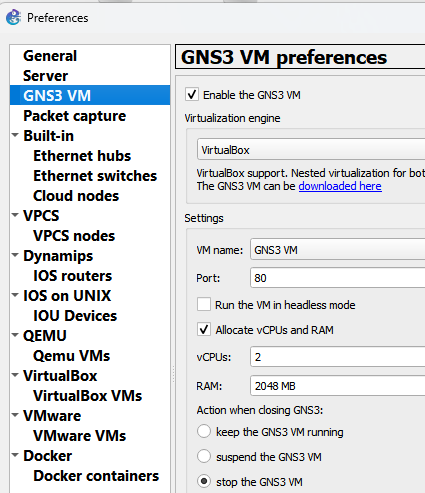 Preferences
General
Server
GNS3 VM
Packet capture
Built-in
Ethernet hubs
Ethernet switches
Cloud nodes
VPCS
VPCS nodes
Dynamips
IOS routers
IOS on UNIX
IOU Devices
QEMU
Qemu VMs
VirtualBox
VirtualBox VMs
VMware
VMware VMs
Docker
Docker containers
GNS3 VM preferences
Enable the GNS3 VM
Virtualization engine
VirtualBox
VirtualBox support. Nested virtualization for bot
The GNS3 VM can be downloaded here
Settings
VM name: GNS3 VM
Port: 80
Run the VM in headless mode
Allocate vCPUs and RAM
vCPUs: 2
RAM: 2048 MB
Action when closing GNS3:
keep the GNS3 VM running
suspend the GNS3 VM
stop the GNS3 VM